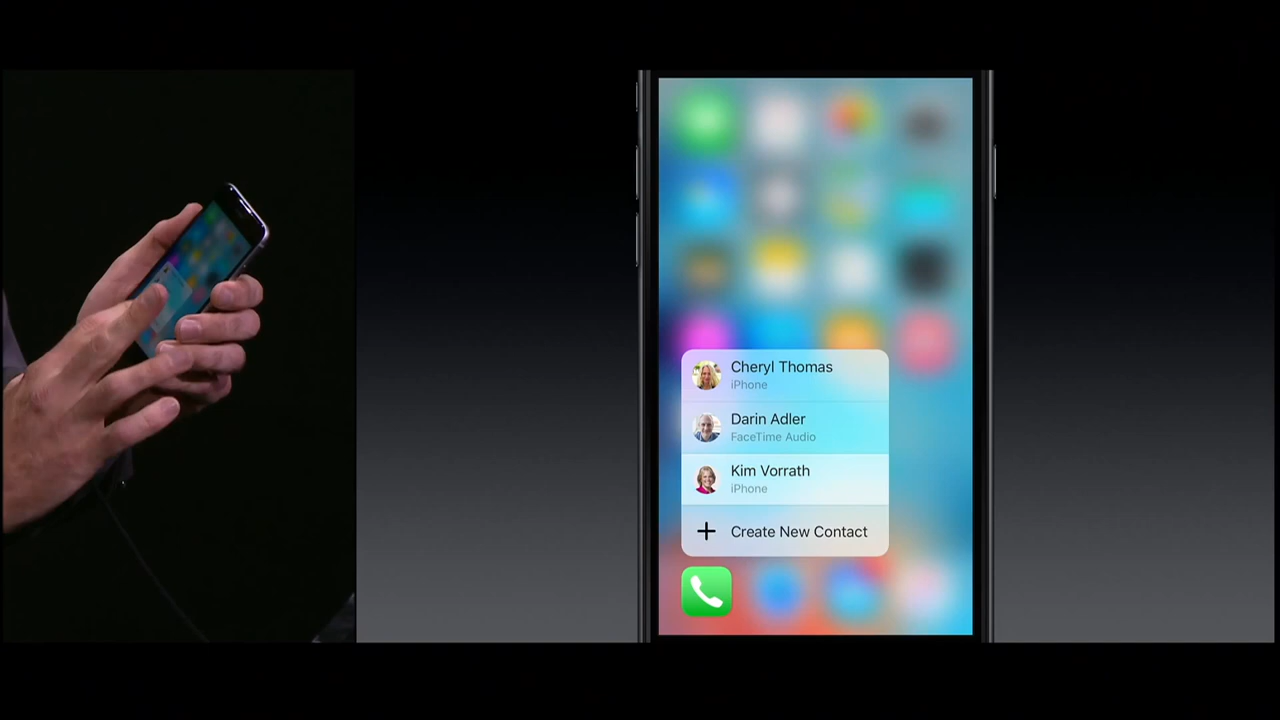 Cheryl Thomas
iPhone
Darin Adler
FaceTime Audio
Kim Vorrath
iPhone
Create New Contact